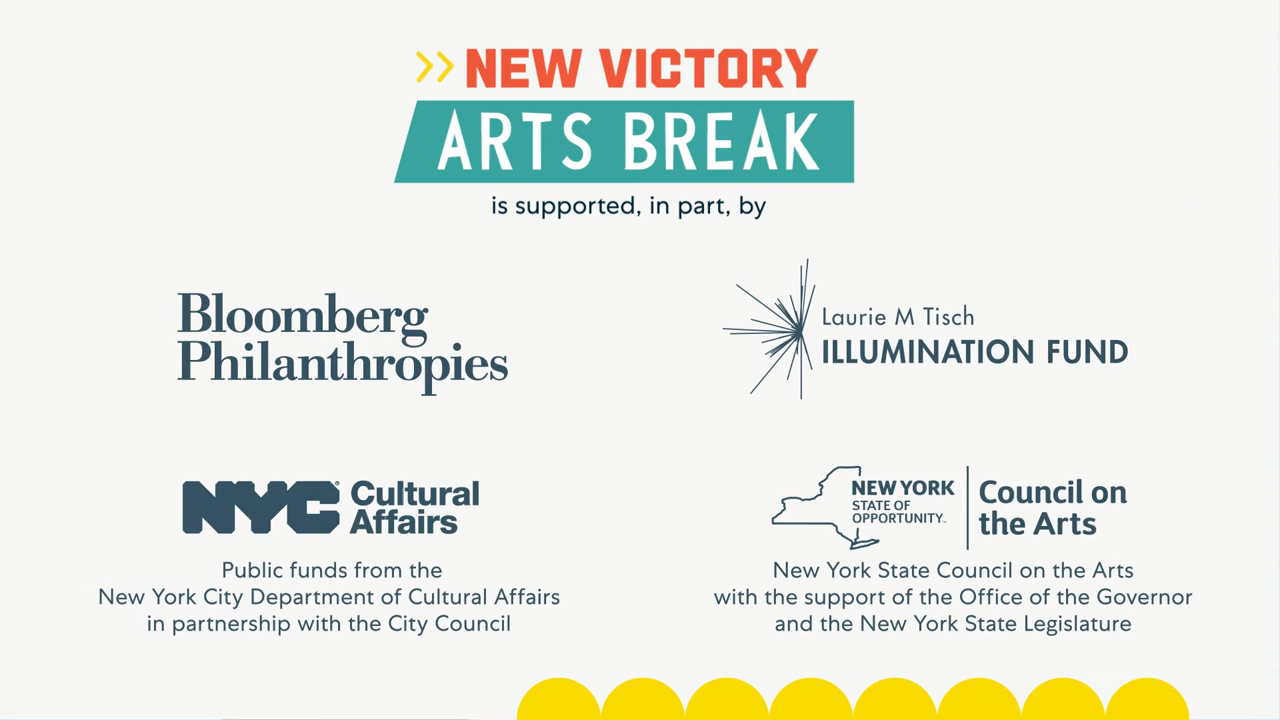 >> NEW VICTORY
ARTS BREAK
is supported, in part, by
Bloomberg
Philanthropies
Laurie M Tisch
ILLUMINATION FUND
NYC Cultural
Affairs
Public funds from the
New York City Department of Cultural Affairs
in partnership with the City Council
NEW YORK
STATE OF
OPPORTUNITY™
Council on
the Arts
New York State Council on the Arts
with the support of the Office of the Governor
and the New York State Legislature